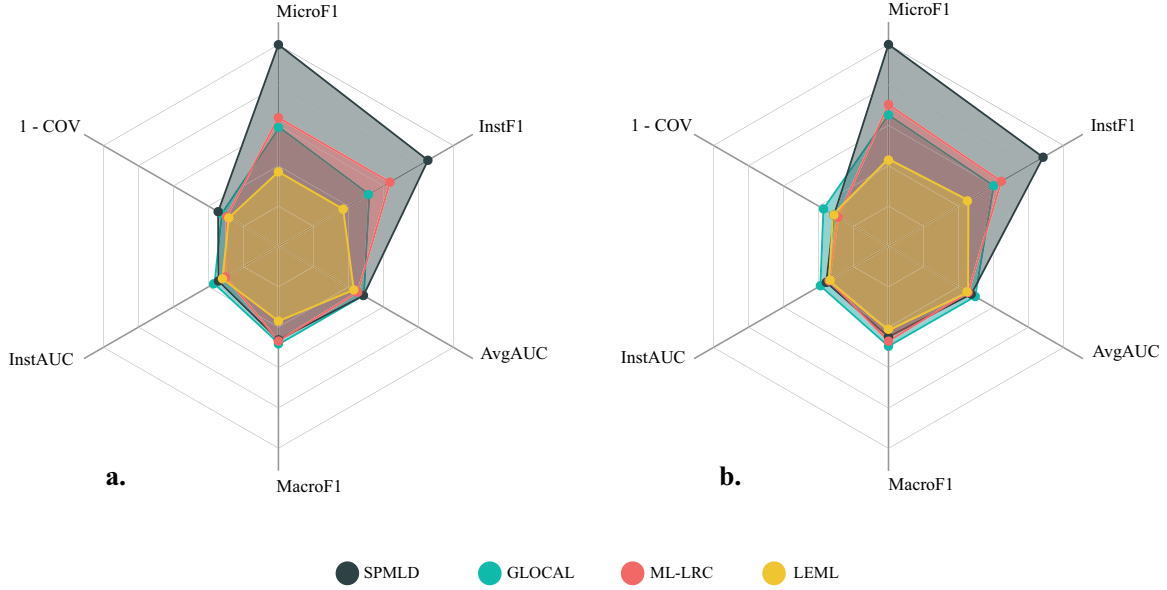 MicroF1
1 - COV
InstF1
InstAUC
AvgAUC
MacroF1
a.
MicroF1
1 - COV
InstF1
InstAUC
AvgAUC
MacroF1
b.
SPMLD
GLOCAL
ML-LRC
LEML